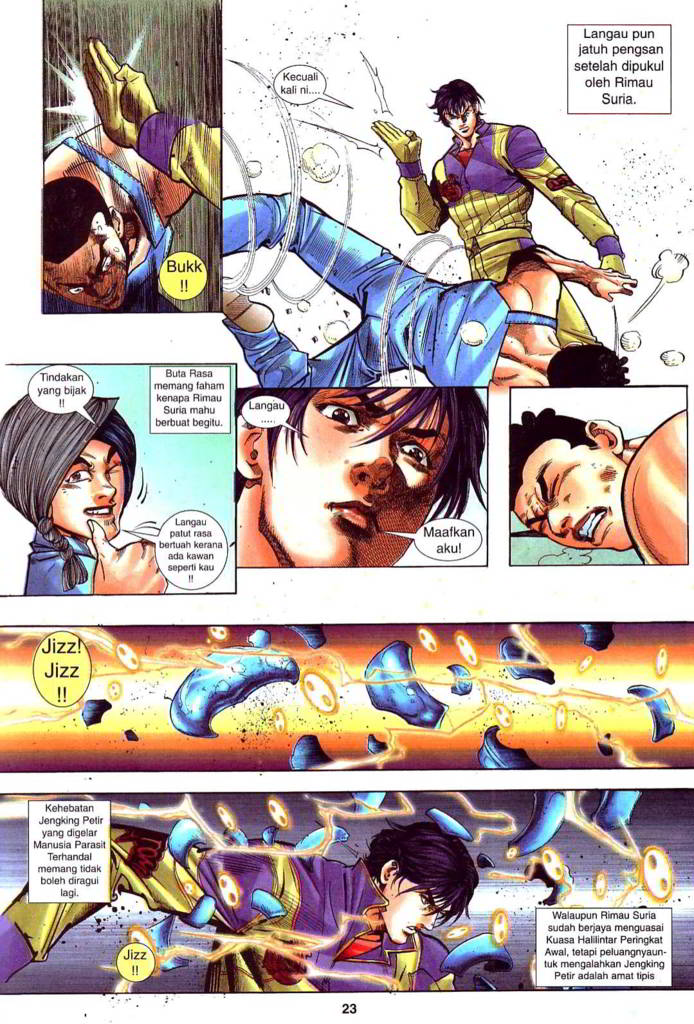 Bukk
!!
Kecuali
kali ni....
Langau pun
jatuh pengsan
setelah dipukul
oleh Rimau
Suria.
Tindakan
yang bijak
!!
Buta Rasa
memang faham
kenapa Rimau
Suria mahu
berbuat begitu.
Langau
patut rasa
bertuah kerana
ada kawan
seperti kau
!!
Langau
.....
Maafkan
aku!
Jizz!
Jizz
!!
Kehebatan
Jengking Petir
yang digelar
Manusia Parasit
Terhandal
memang tidak
boleh diragui
lagi.
Jizz
!!
Walaupun Rimau Suria
sudah berjaya menguasai
Kuasa Halilintar Peringkat
Awal, tetapi peluangnyaun-
tuk mengalahkan Jengking
Petir adalah amat tipis
23